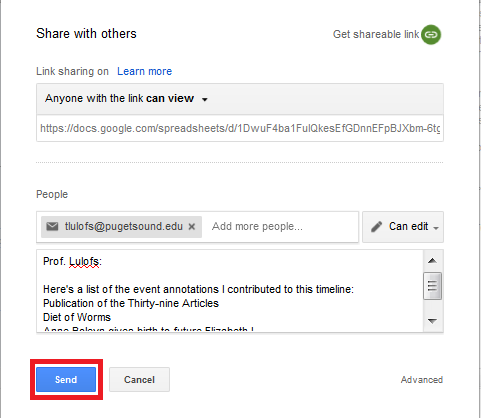 Share with others
Get shareable link
Link sharing on Learn more
Anyone with the link can view
https://docs.google.com/spreadsheets/d/1DwuF4ba1FulQkesEfGDnnEFpBJXbm-6tg
People
tlulofs@pugetsound.edu × Add more people...
Can edit
Prof. Lulofs:
Here's a list of the event annotations I contributed to this timeline:
Publication of the Thirty-nine Articles
Diet of Worms
Anne Boleyn gives birth to future Elizabeth I
Send
Cancel
Advanced